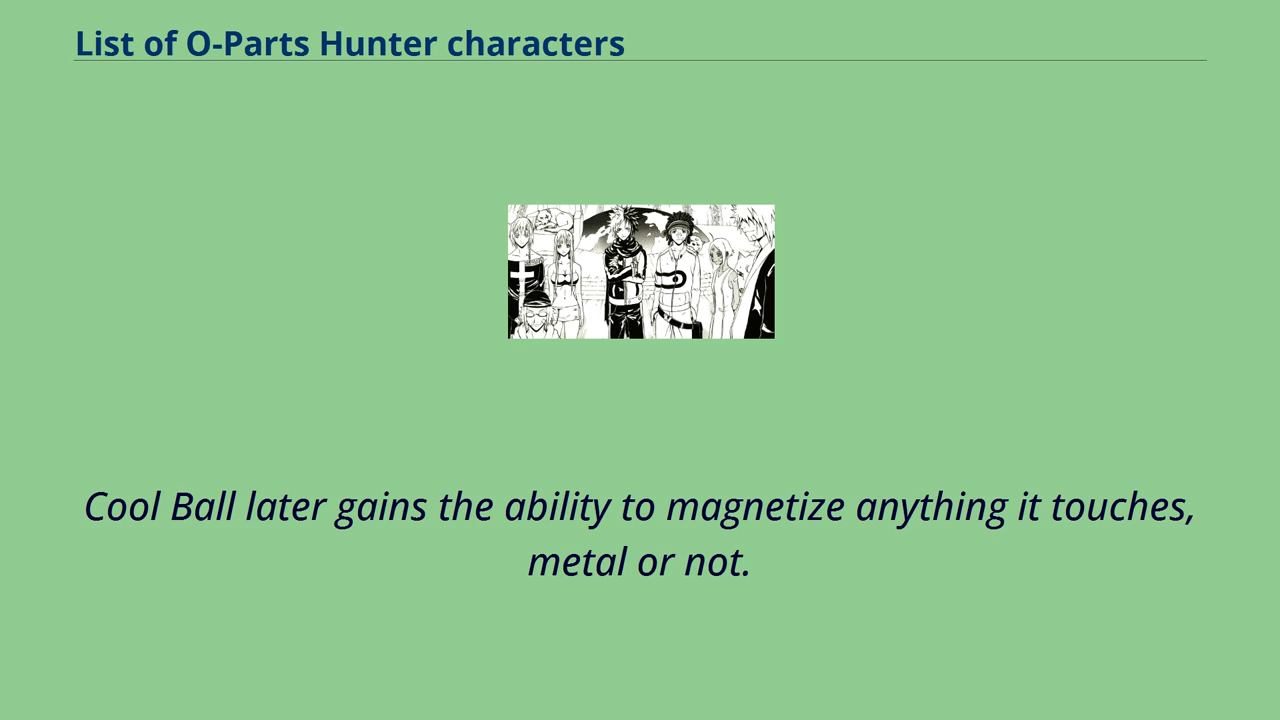 List of O-Parts Hunter characters
Cool Ball later gains the ability to magnetize anything it touches,
metal or not.